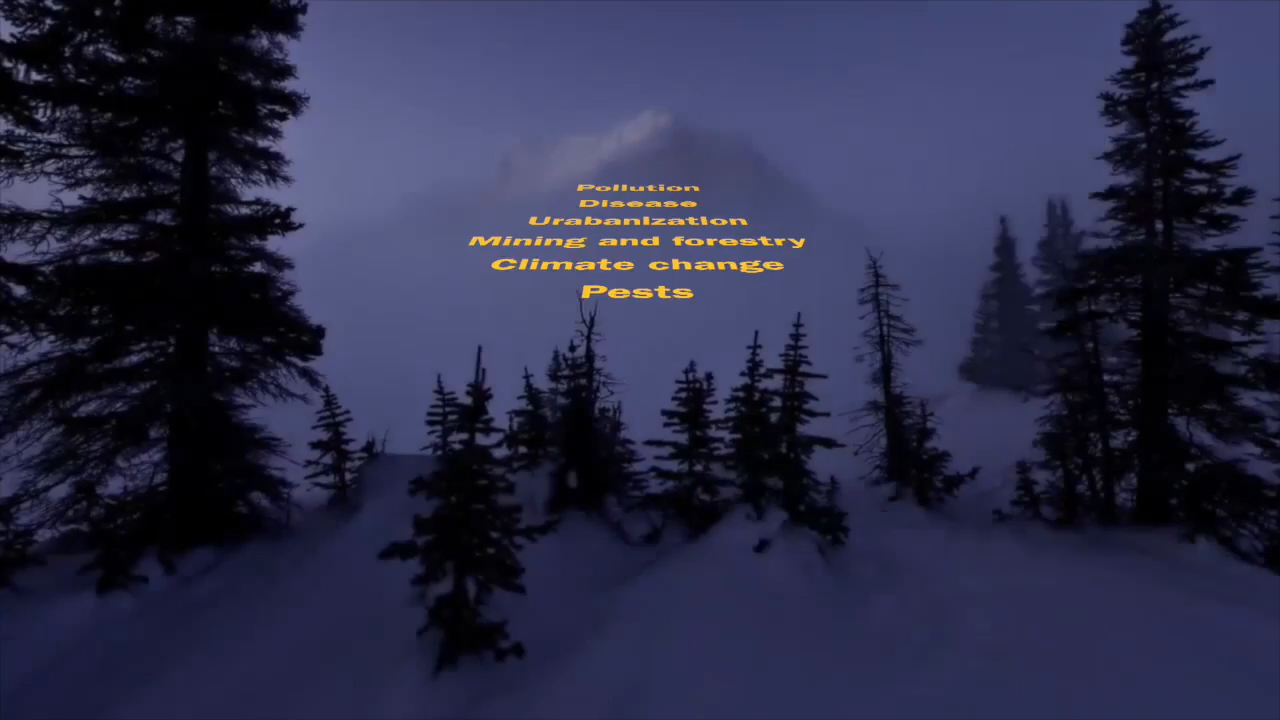 Pollution
Disease
Urabanization
Mining and forestry
Climate change
Pests